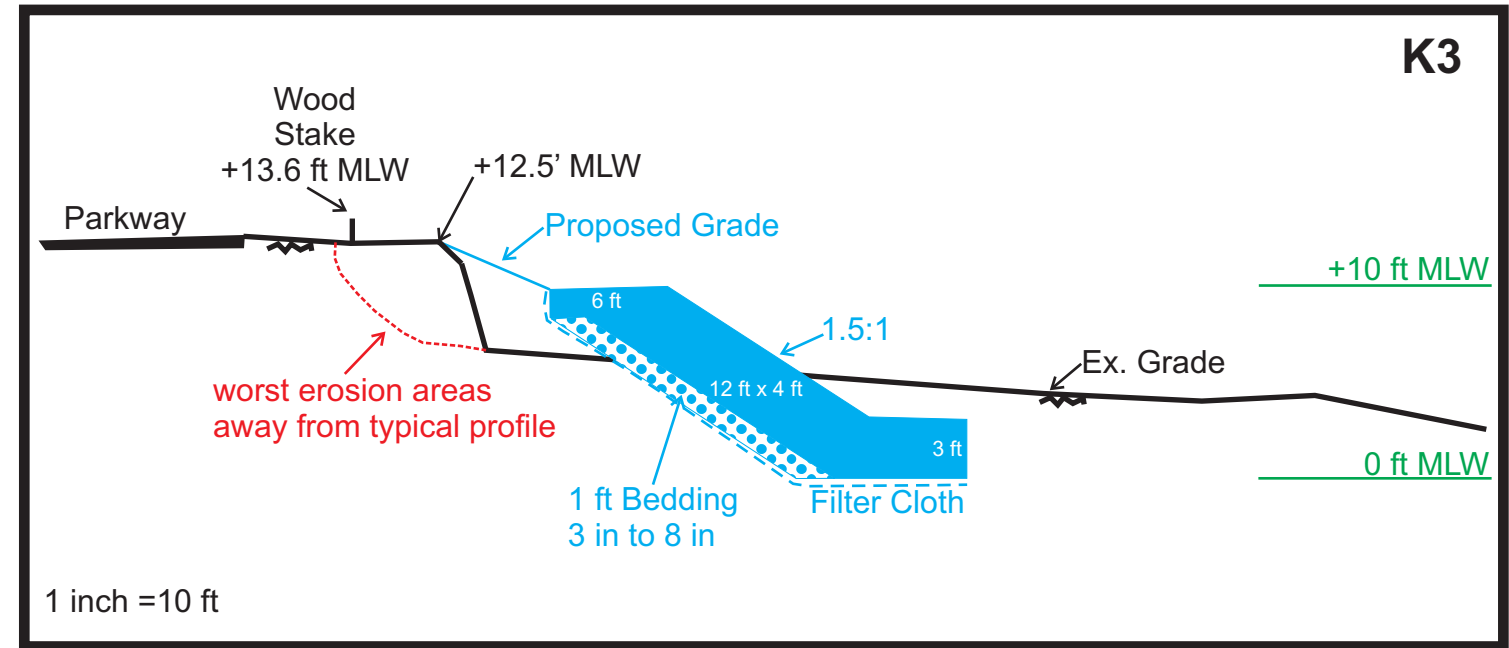 K3
Wood
Stake
+13.6 ft MLW
+12.5’ MLW
Parkway
Proposed Grade
+10 ft MLW
6 ft
1.5:1
Ex. Grade
worst erosion areas
away from typical profile
12 ft x 4 ft
3 ft
0 ft MLW
1 ft Bedding
3 in to 8 in
Filter Cloth
1 inch =10 ft